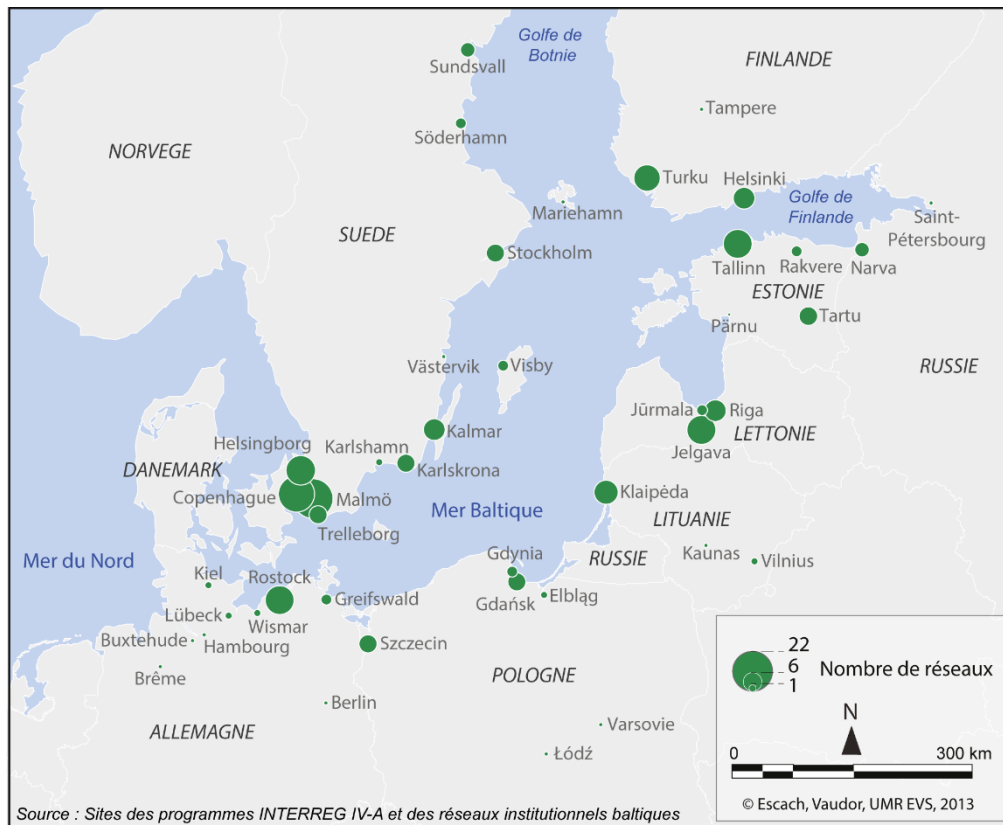 Golfe de
Botnie
FINLANDE
Sundsvall
Tampere
Söderhamn
NORVEGE
Turku
Helsinki
Mariehamn
Golfe de
Finlande
Saint-
Pétersbourg
SUEDE
Stockholm
Tallinn
Rakvere
Narva
ESTONIE
Pärnu
Tartu
Västervik
Visby
RUSSIE
Jūrmala
Riga
Kalmar
Helsingborg
Karlshamn
LETTONIE
Jelgava
DANEMARK
Karlskrona
Copenhague
Malmö
Klaipėda
Mer Baltique
Trelleborg
LITUANIE
Mer du Nord
Gdynia
RUSSIE
Kaunas
Vilnius
Kiel
Rostock
Greifswald
Gdańsk
Elbląg
Lübeck
Wismar
Buxtehude
Hambourg
Szczecin
Brême
POLOGNE
Berlin
ALLEMAGNE
Varsovie
Łódź
22
6
1
Nombre de réseaux
N
0
300 km
© Escach, Vaudor, UMR EVS, 2013
Source : Sites des programmes INTERREG IV-A et des réseaux institutionnels baltiques